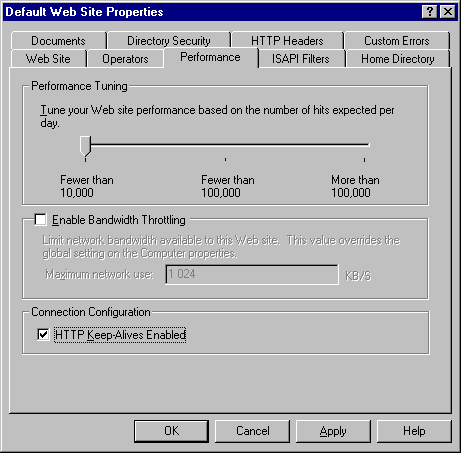 Default Web Site Properties
Documents
Directory Security
HTTP Headers
Custom Errors
Web Site
Operators
Performance
ISAPI Filters
Home Directory
Performance Tuning
Tune your Web site performance based on the number of hits expected per
day.
Fewer than
10,000
Fewer than
100,000
More than
100,000
Enable Bandwidth Throttling
Limit network bandwidth available to this Web site. This value overrides the
global setting on the Computer properties.
Maximum network use:
1 024
KB/S
Connection Configuration
HTTP Keep-Alives Enabled
OK
Cancel
Apply
Help